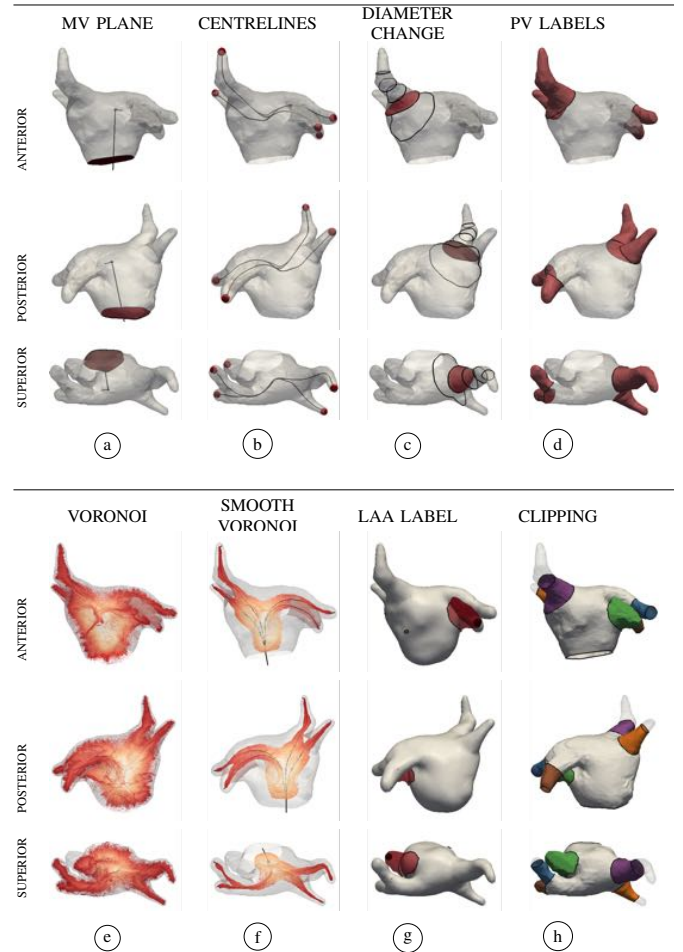 MV PLANE CENTRELINES DIAMETER CHANGE PV LABELS
ANTERIOR
POSTERIOR
SUPERIOR
a b c d
VORONOI SMOOTH VORONOI LAA LABEL CLIPPING
ANTERIOR
POSTERIOR
SUPERIOR
e f g h